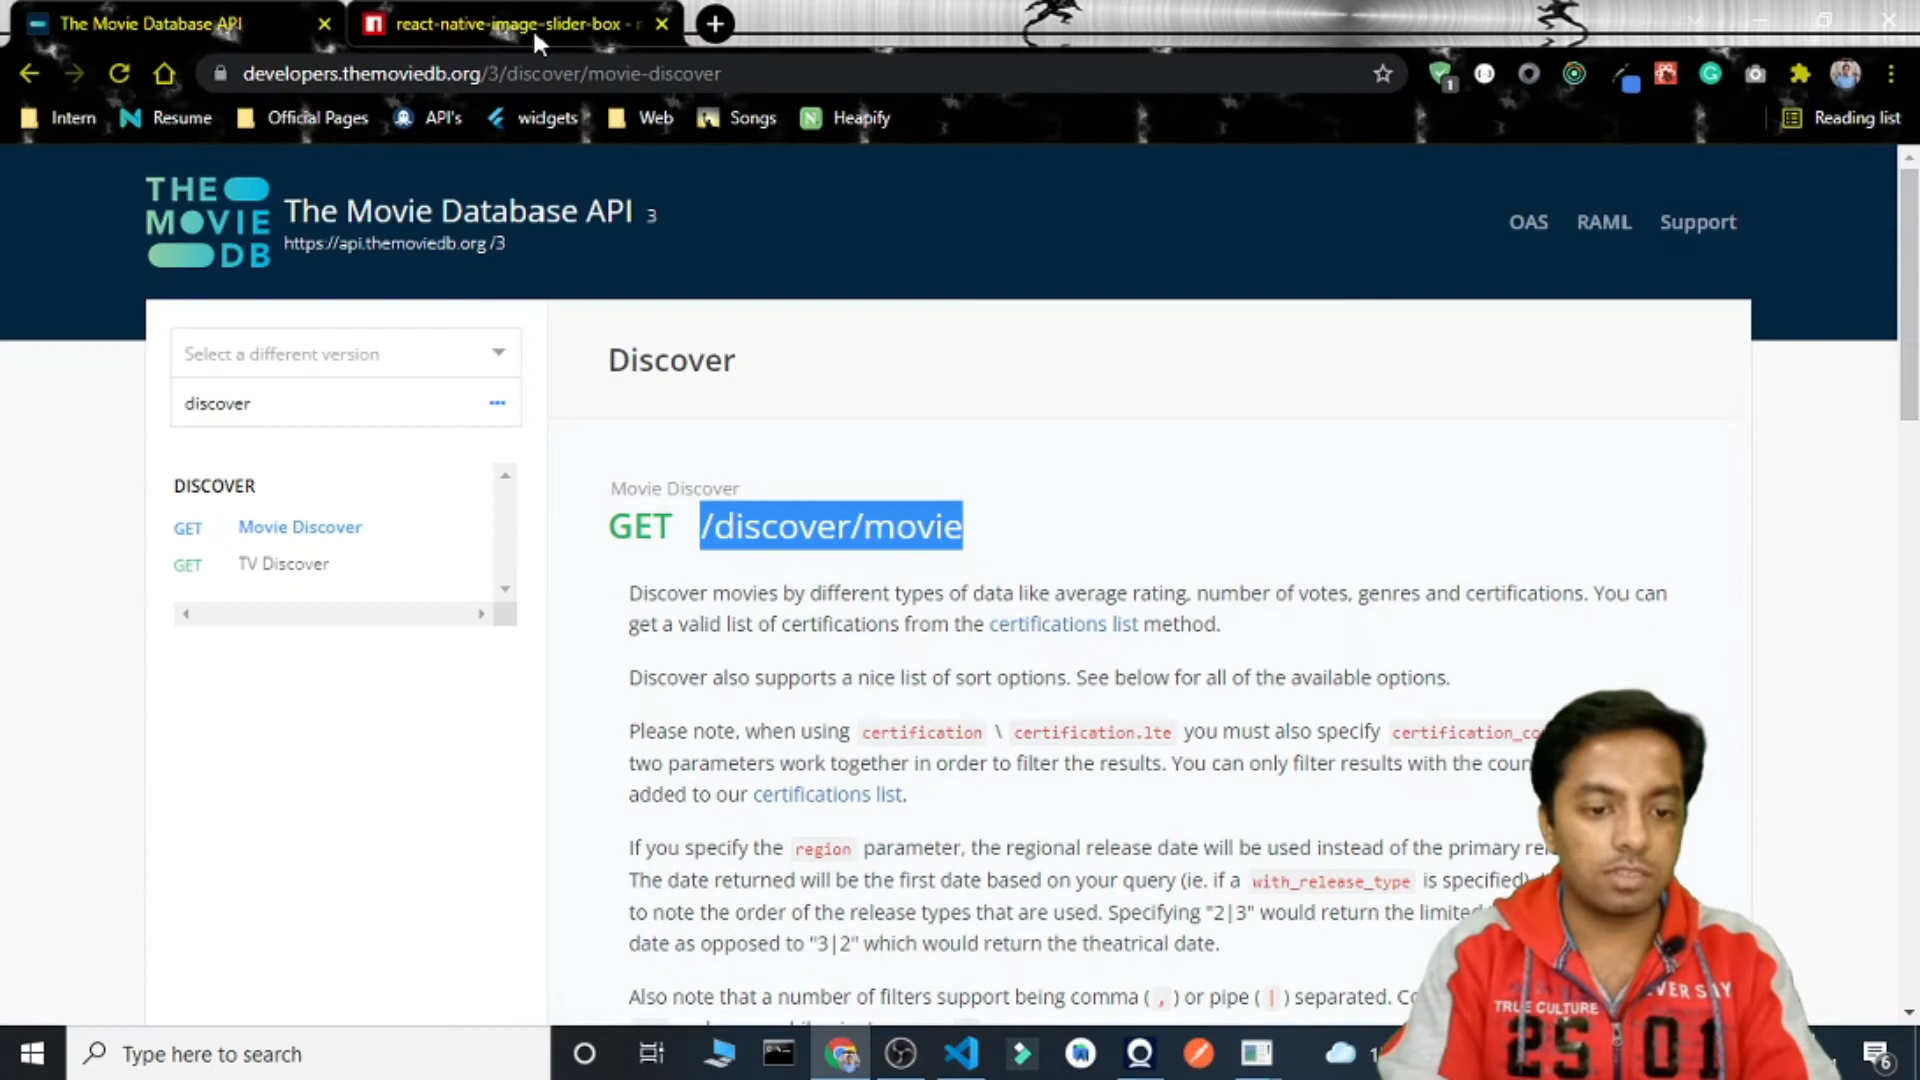 The Movie Database API
react-native-image-slider-box -
developers.themoviedb.org/3/discover/movie-discover
1
Intern
Resume
Official Pages
API's
widgets
Web
Songs
Heapify
Reading list
THE
MOVIE
DB
The Movie Database API 3
https://api.themoviedb.org /3
OAS
RAML
Support
Select a different version
discover
DISCOVER
GET Movie Discover
GET TV Discover
Discover
Movie Discover
GET /discover/movie
Discover movies by different types of data like average rating, number of votes, genres and certifications. You can
get a valid list of certifications from the certifications list method.
Discover also supports a nice list of sort options. See below for all of the available options.
Please note, when using certification \ certification.lte you must also specify
two parameters work together in order to filter the results. You can only filter results with the
added to our certifications list.
If you specify the region parameter, the regional release date will be used instead of the primary
The date returned will be the first date based on your query (ie. if a with_release_type is specified)
to note the order of the release types that are used. Specifying "2|3" would return the limited
date as opposed to "3|2" which would return the theatrical date.
Also note that a number of filters support being comma ( , ) or pipe ( | ) separated.
TRUE CULTURE
EVER SAY
25 01
Type here to search
6